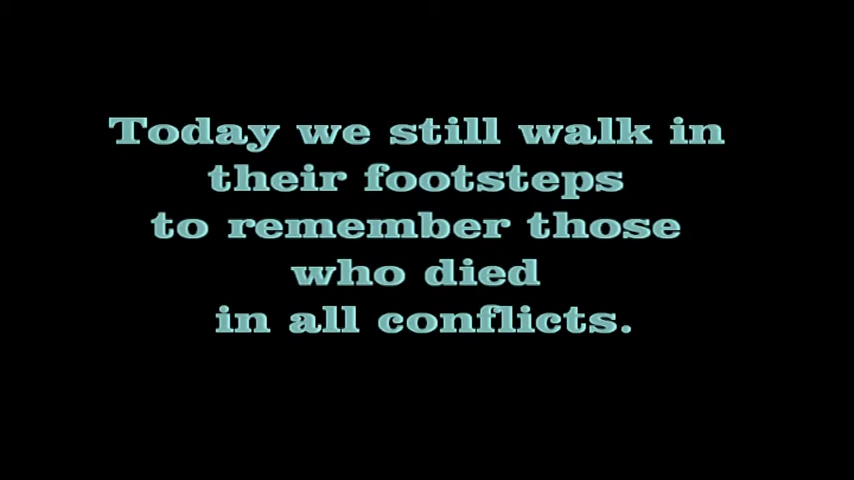 Today we still walk in
their footsteps
to remember those
who died
in all conflicts.